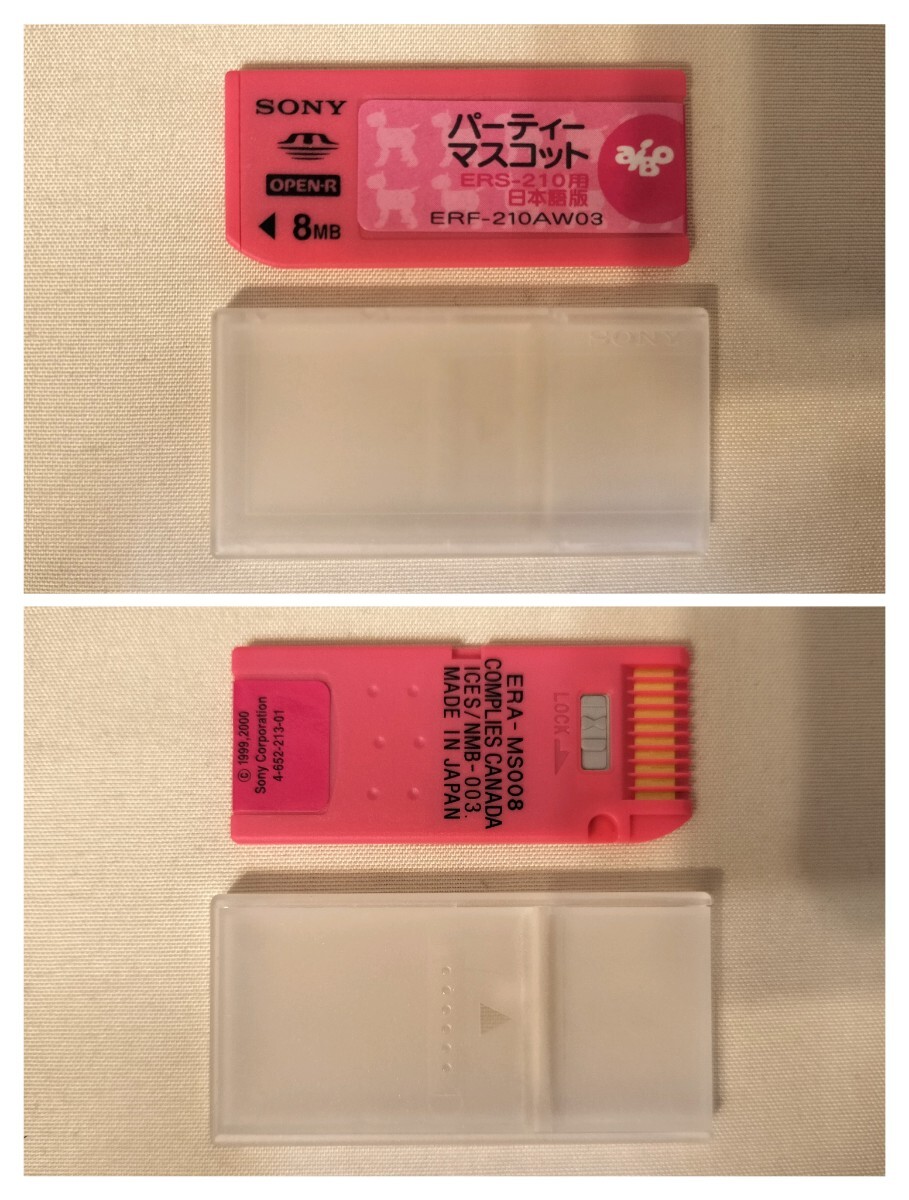 SONY
OPEN-R
8MB
パーティー
マスコット
ERS-210用
日本語版
ERF-210AW03
aibo
SONY
ERA-MS008
COMPLIES CANADA
ICES/NMB-003.
MADE IN JAPAN
LOCK
© 1999,2000
Sony Corporation
4-652-213-01